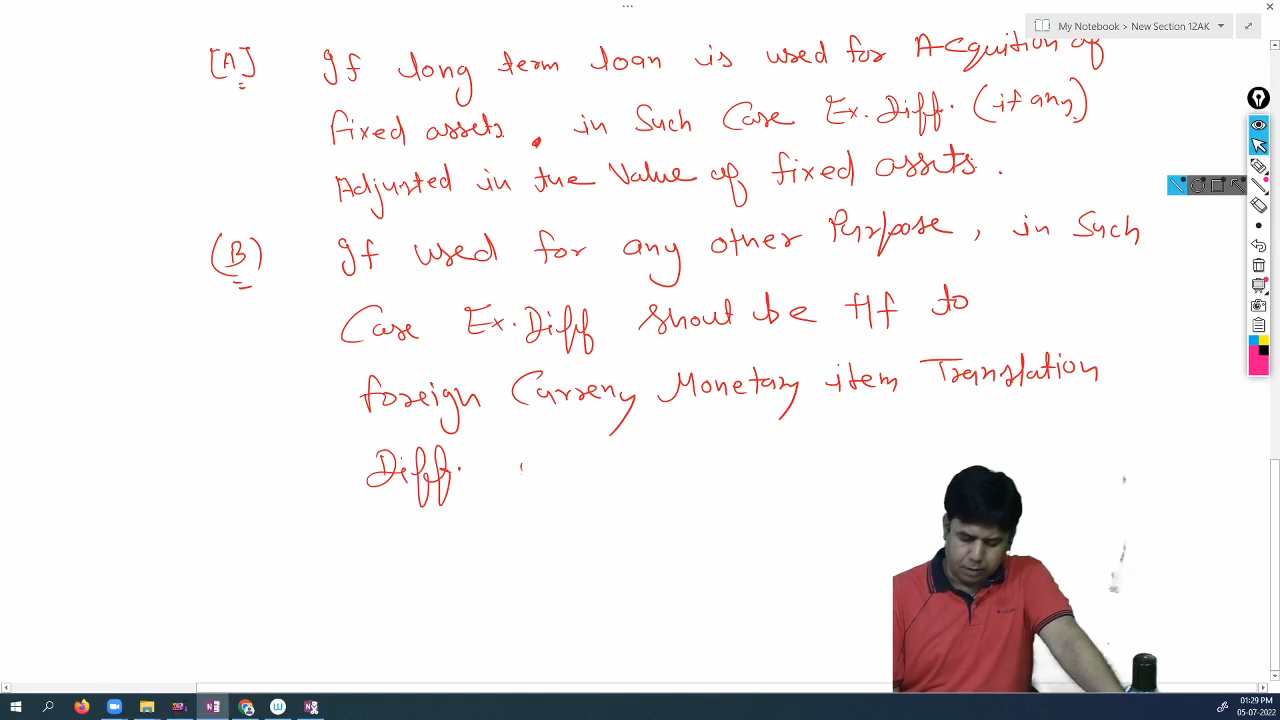 My Notebook > New Section 12AK
[A] If long term loan is used for Acquition of
fixed assets. in Such Case Ex. Diff. (if any)
Adjusted in the Value of fixed assets.
(B) If used for any other Purpose, in Such
Case Ex. Diff shout be t/f to
foreign Curreny Monetary item Translation
Diff.
01:29 PM
05-07-2022